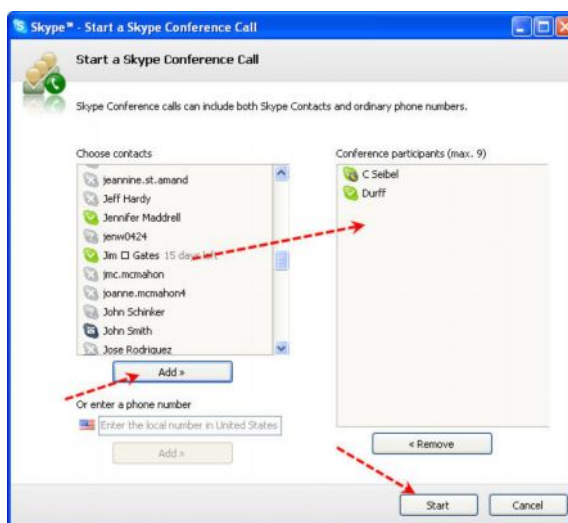 Skype™ - Start a Skype Conference Call
Start a Skype Conference Call
Skype Conference calls can include both Skype Contacts and ordinary phone numbers.
Choose contacts
jeannine.st.amand
Jeff Hardy
Jennifer Maddrell
jenw0424
Jim □ Gates 15 days left
jmc.mcmahon
joanne.mcmahon4
John Schinker
John Smith
Jose Rodriguez
Add »
Or enter a phone number
Enter the local number in United States
Add »
Conference participants (max. 9)
C Seibel
Durff
« Remove
Start
Cancel